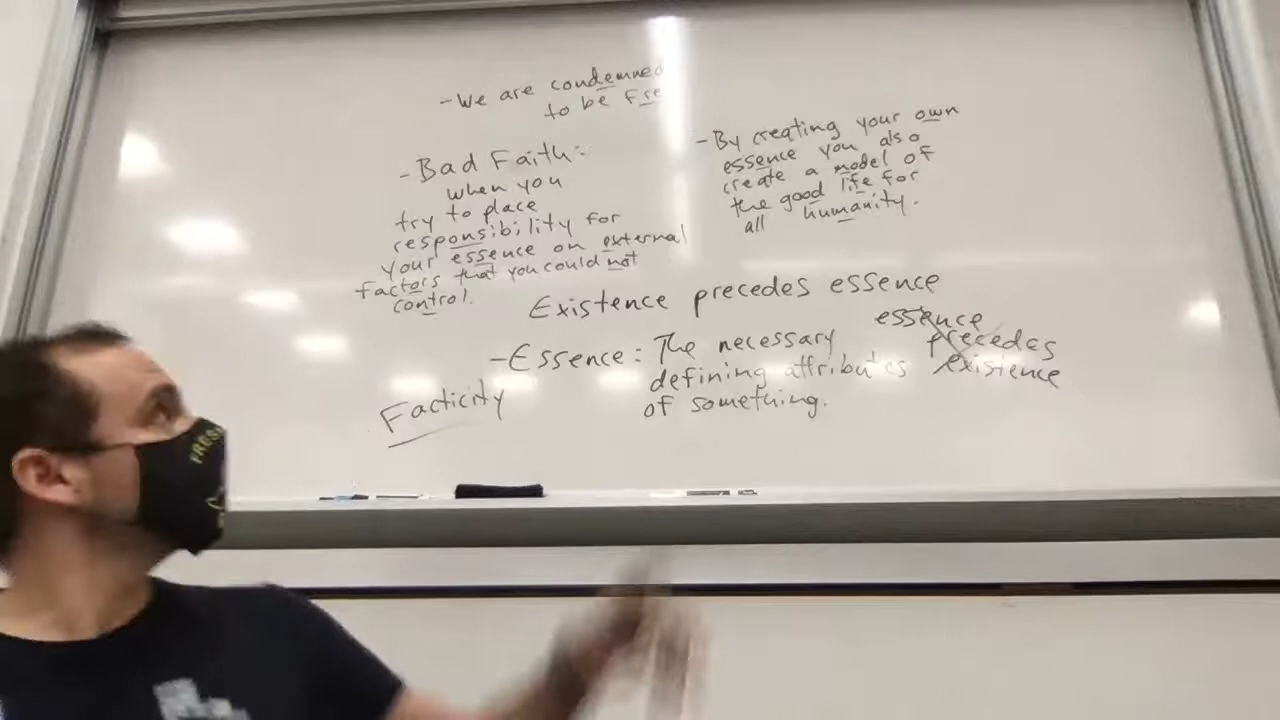 - We are condemned
to be Free
- Bad Faith:
when you
try to place
responsibility for
your essence on external
factors that you could not
control.
- By creating your own
essence you also
create a model of
the good life for
all humanity.
Existence precedes essence
- Essence: The necessary
defining attributes
of something.
essence
precedes
existence
Facticity